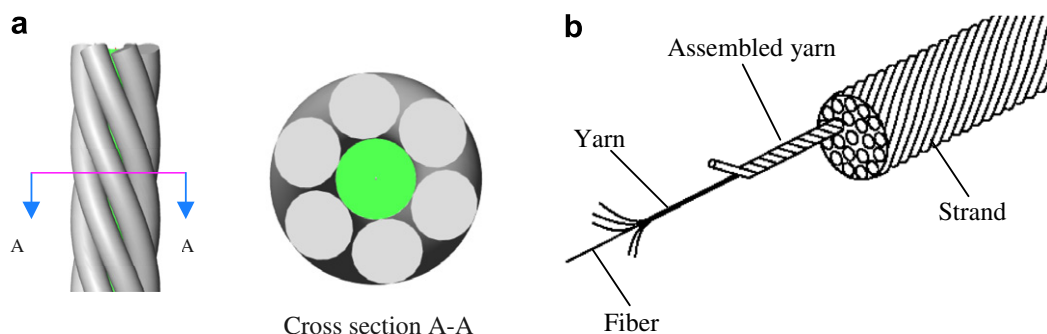 a
A
A
Cross section A-A
b
Assembled yarn
Yarn
Strand
Fiber